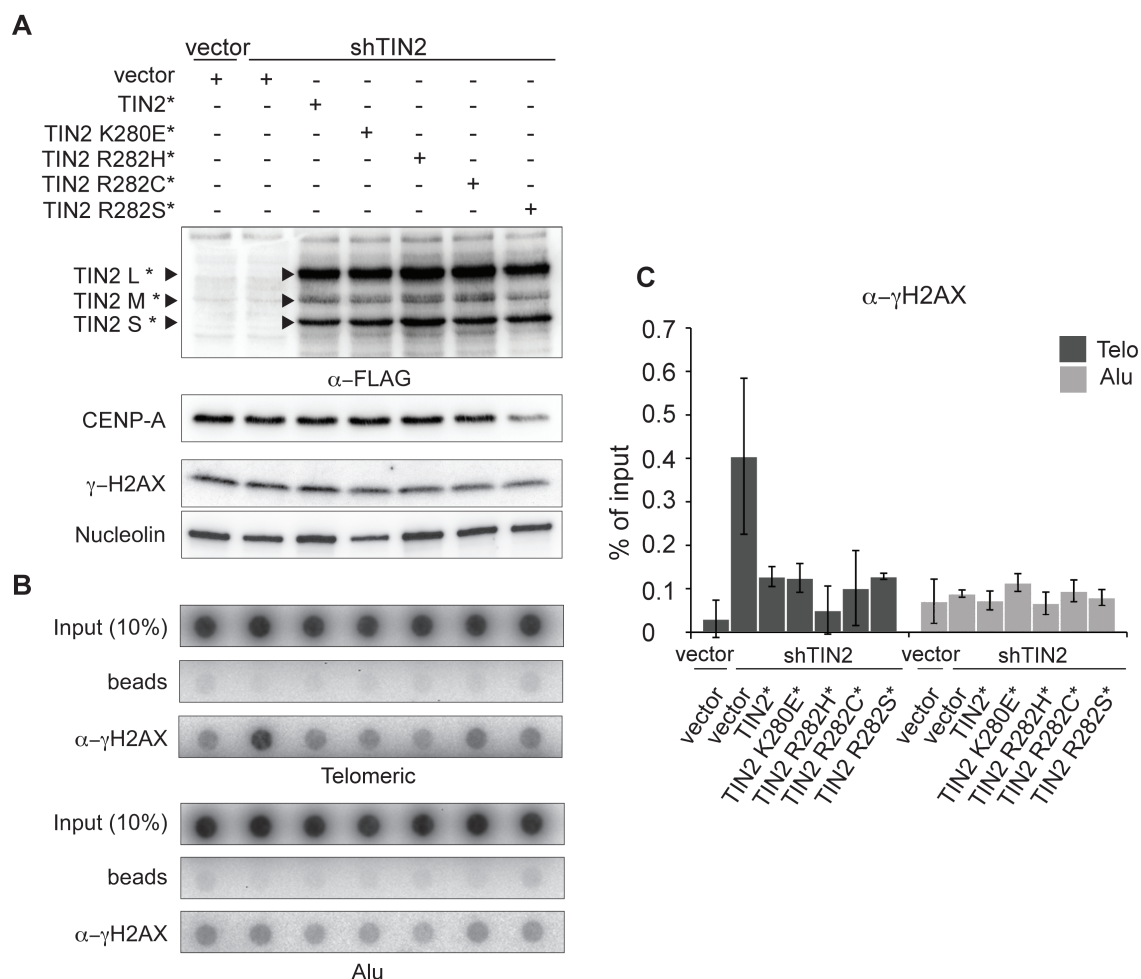 A
vector shTIN2
vector + + - - - - -
TIN2* - - + - - - -
TIN2 K280E* - - - + - - -
TIN2 R282H* - - - - + - -
TIN2 R282C* - - - - - + -
TIN2 R282S* - - - - - - +
TIN2 L *
TIN2 M *
TIN2 S *
α–FLAG
CENP-A
γ–H2AX
Nucleolin
B
Input (10%)
beads
α–γH2AX
Telomeric
Input (10%)
beads
α–γH2AX
Alu
C
α–γH2AX
Telo
Alu
% of input
0.7
0.6
0.5
0.4
0.3
0.2
0.1
0
vector shTIN2 vector shTIN2
vector
vector
TIN2*
TIN2 K280E*
TIN2 R282H*
TIN2 R282C*
TIN2 R282S*
vector
vector
TIN2*
TIN2 K280E*
TIN2 R282H*
TIN2 R282C*
TIN2 R282S*